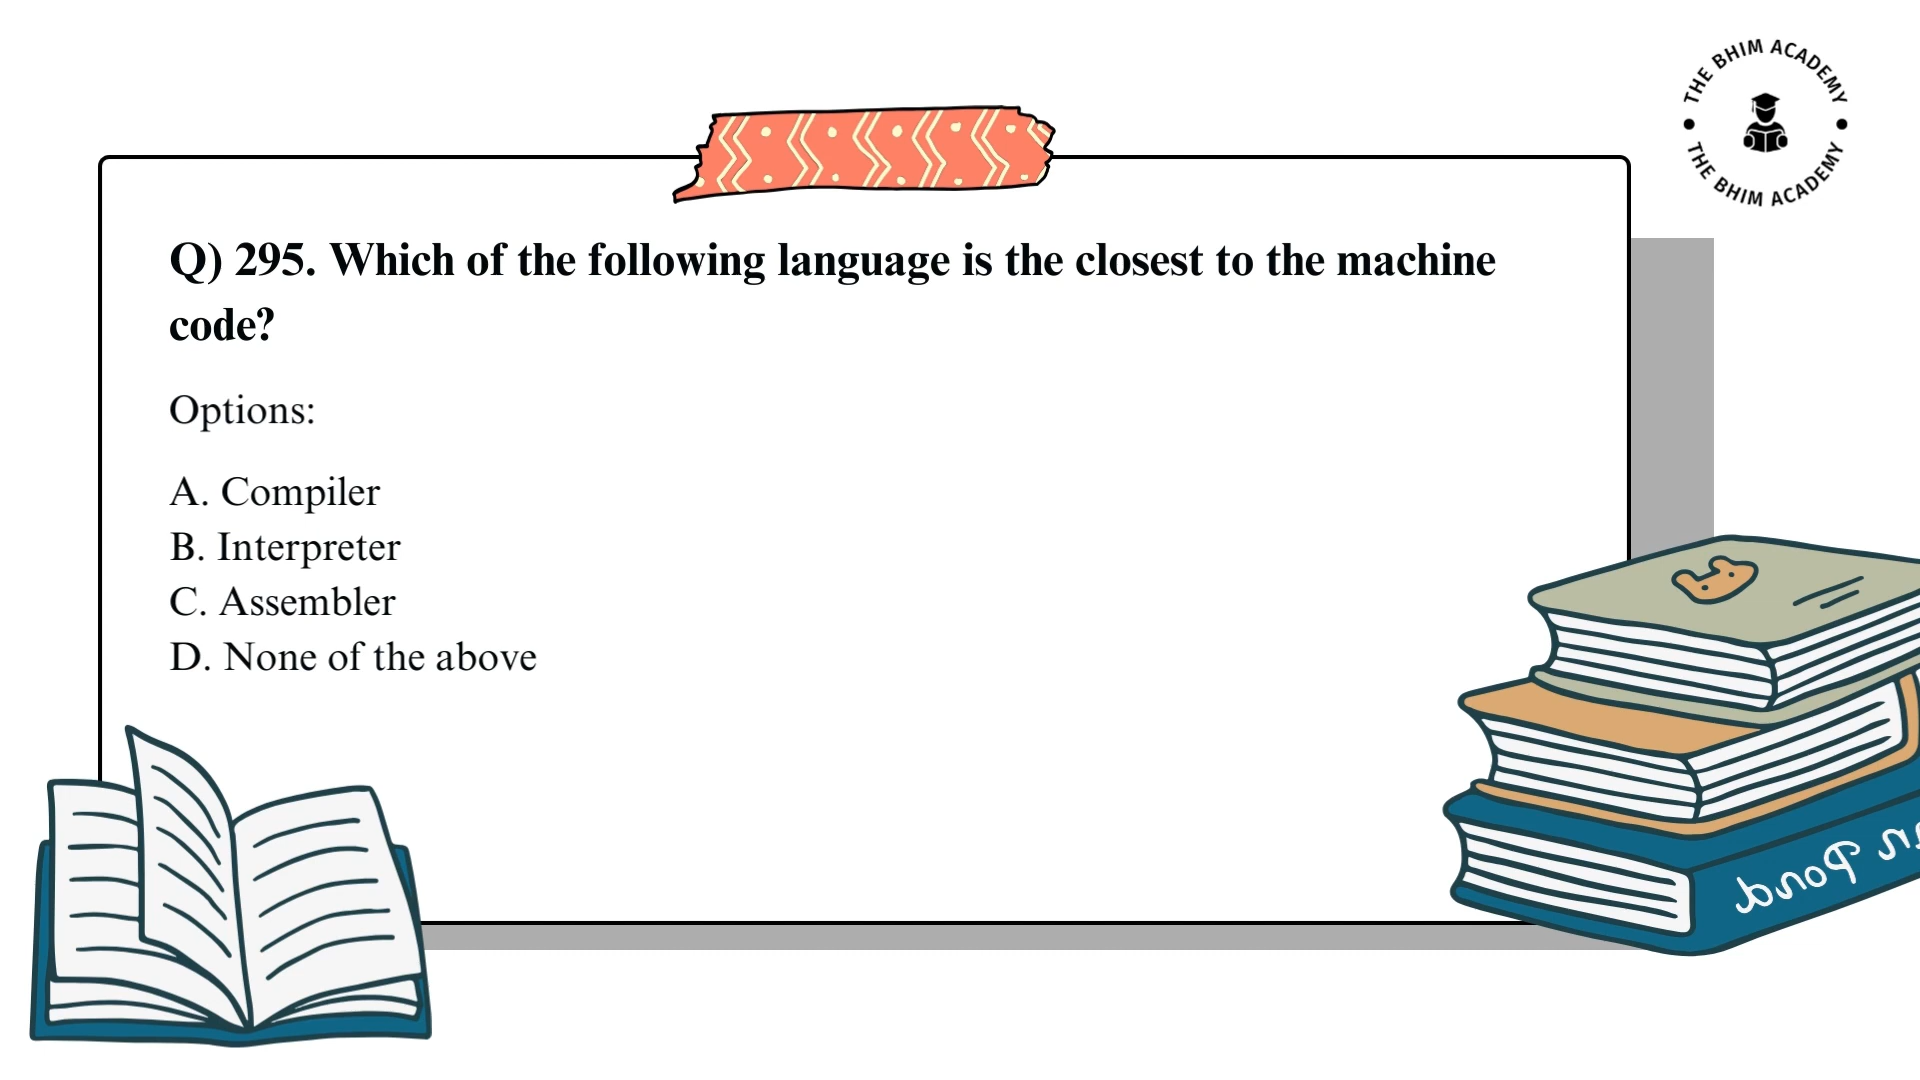 THE BHIM ACADEMY
THE BHIM ACADEMY
Q) 295. Which of the following language is the closest to the machine
code?
Options:
A. Compiler
B. Interpreter
C. Assembler
D. None of the above